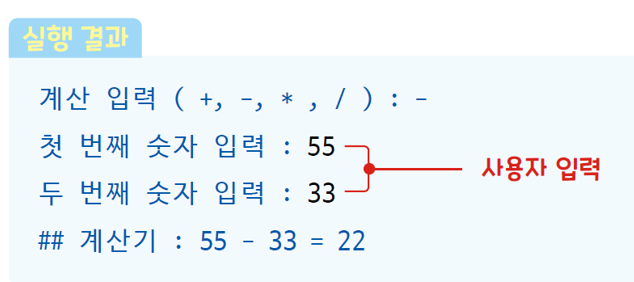 실행 결과
계산 입력 ( +, -, * , / ) : -
첫 번째 숫자 입력 : 55
두 번째 숫자 입력 : 33
사용자 입력
## 계산기 : 55 - 33 = 22